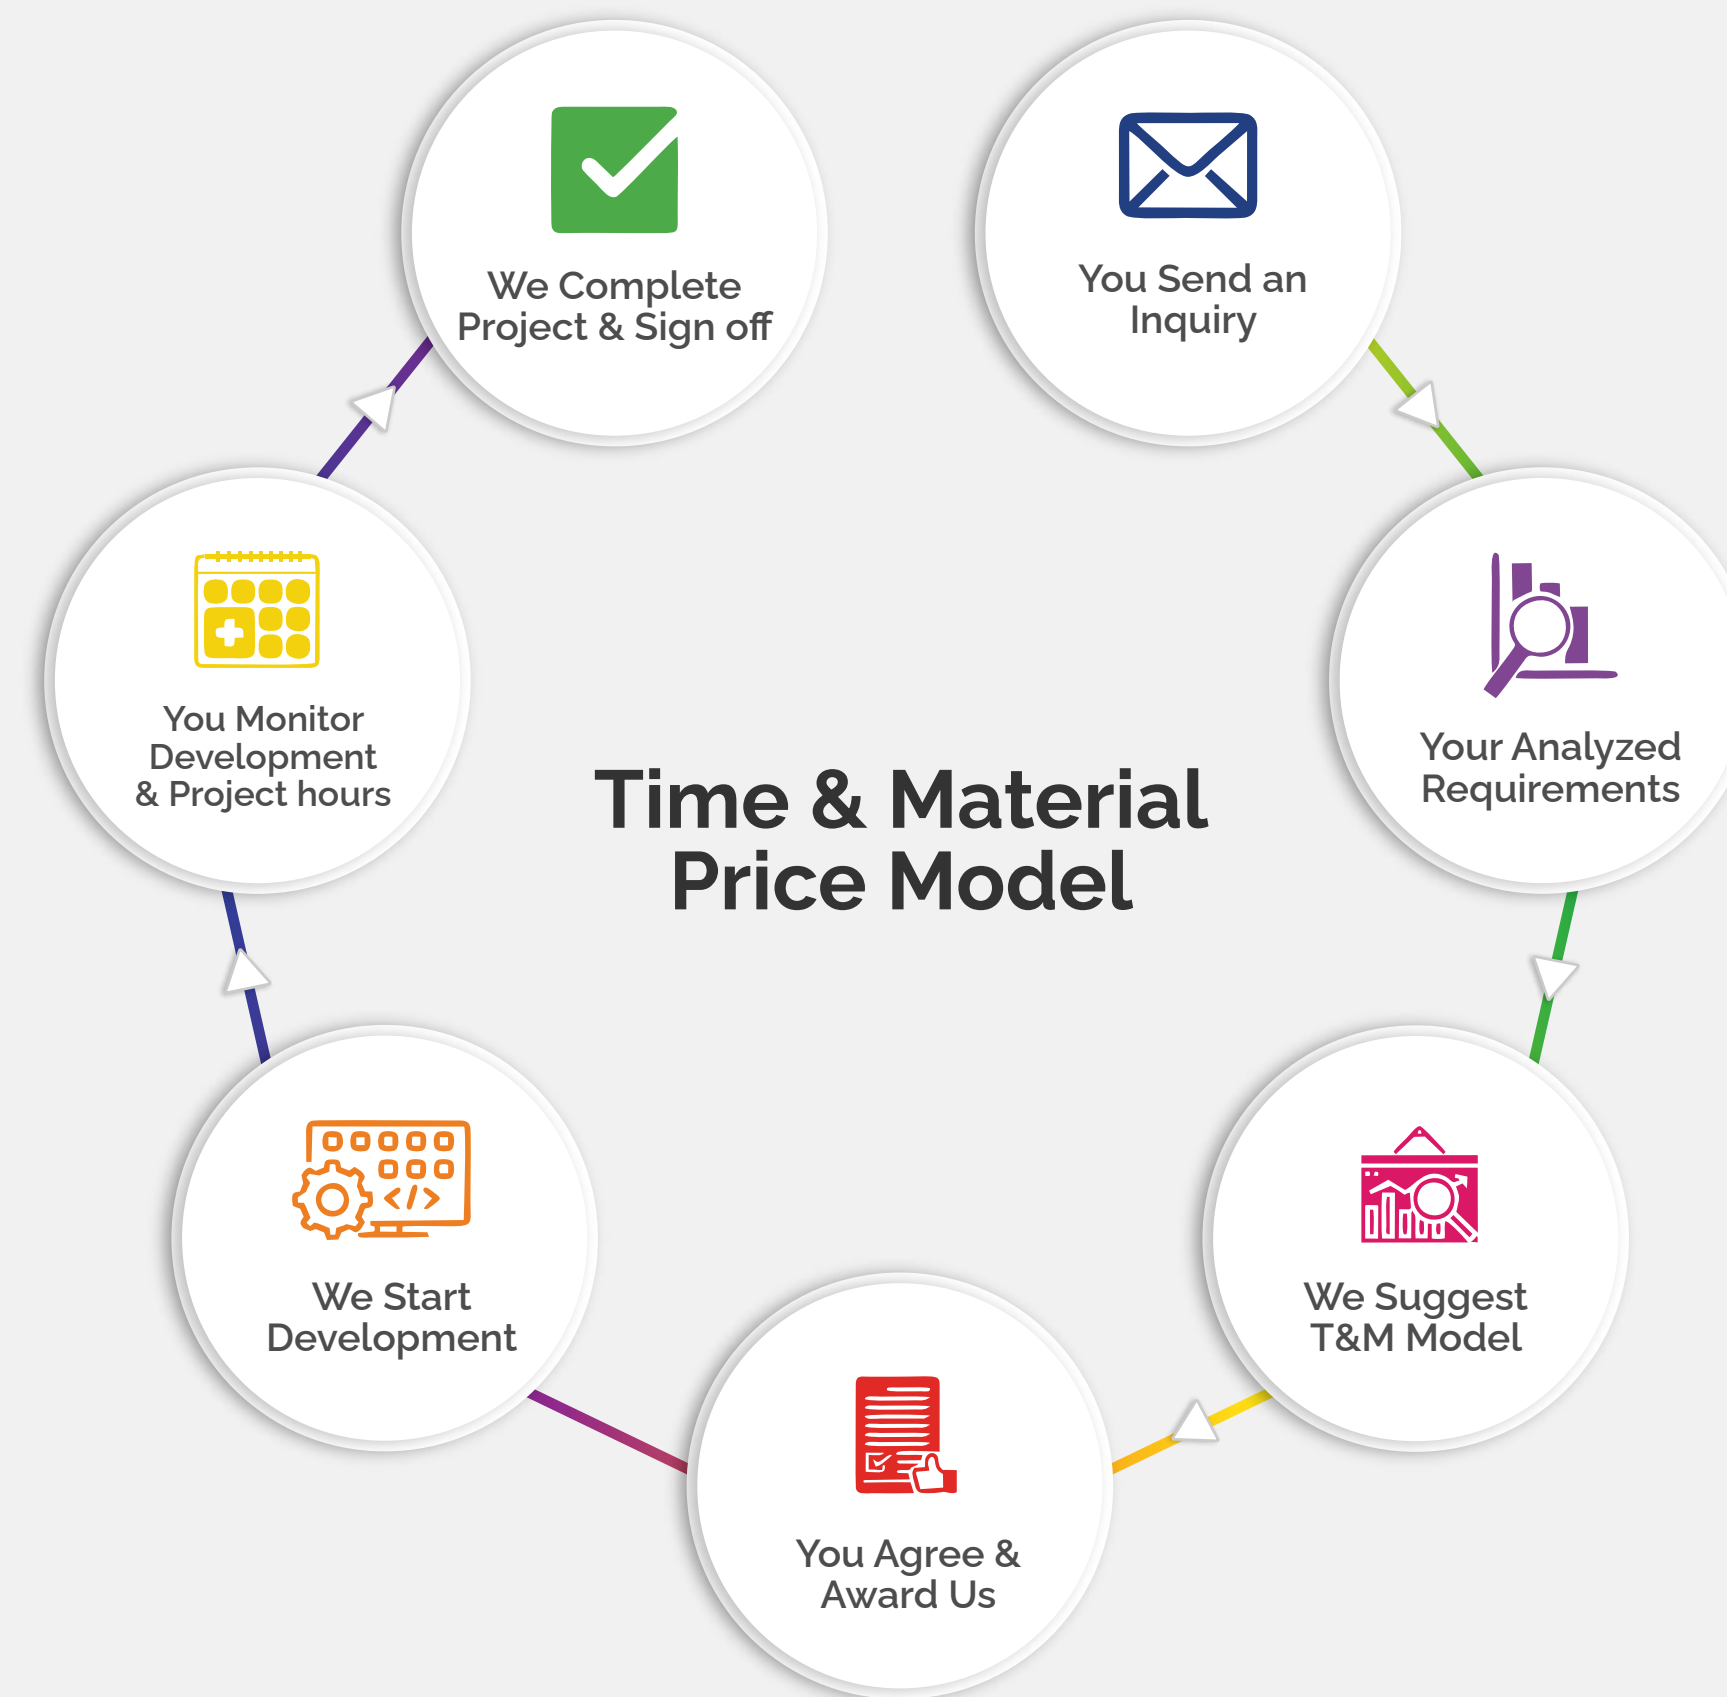 We Complete
Project & Sign off
You Send an
Inquiry
You Monitor
Development
& Project hours
Your Analyzed
Requirements
Time & Material
Price Model
We Start
Development
We Suggest
T&M Model
You Agree &
Award Us